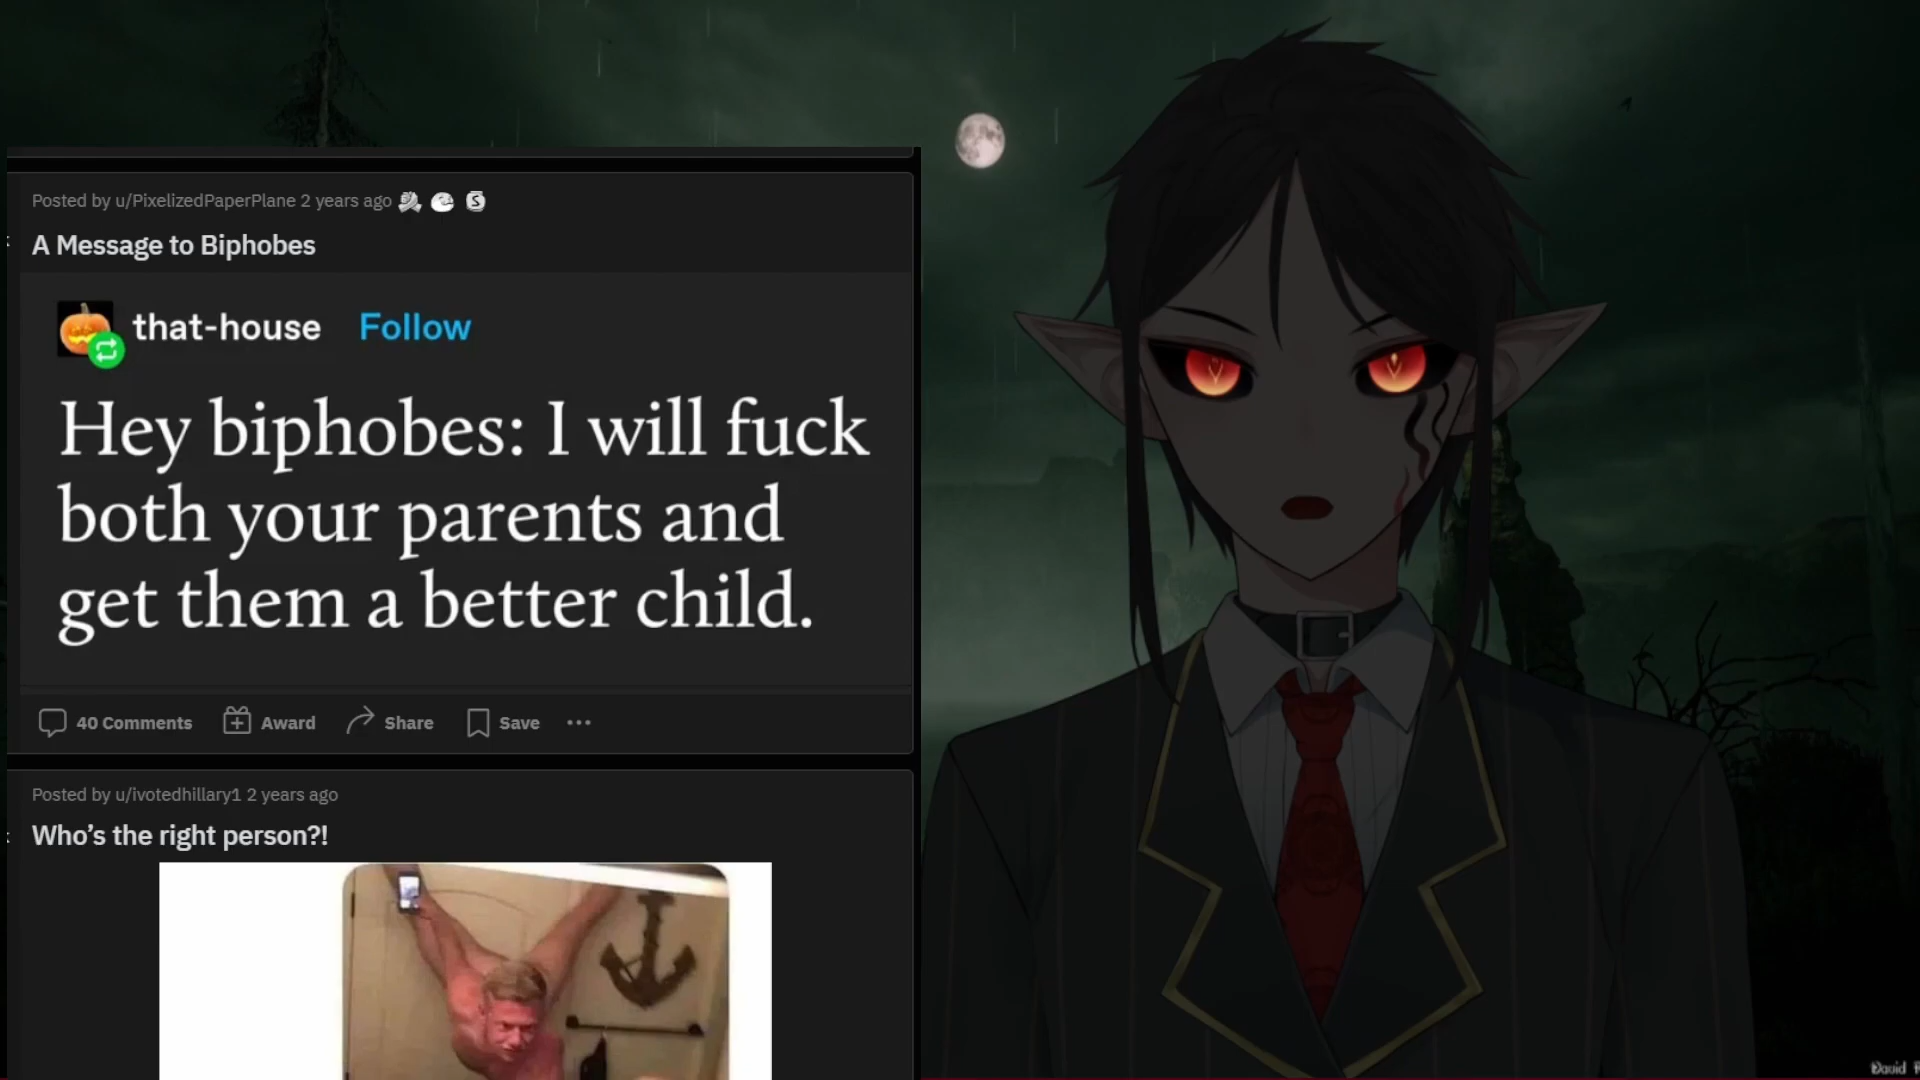 Posted by u/PixelizedPaperPlane 2 years ago
A Message to Biphobes
that-house Follow
Hey biphobes: I will fuck
both your parents and
get them a better child.
40 Comments Award Share Save
Posted by u/ivotedhillary1 2 years ago
Who’s the right person?!
David